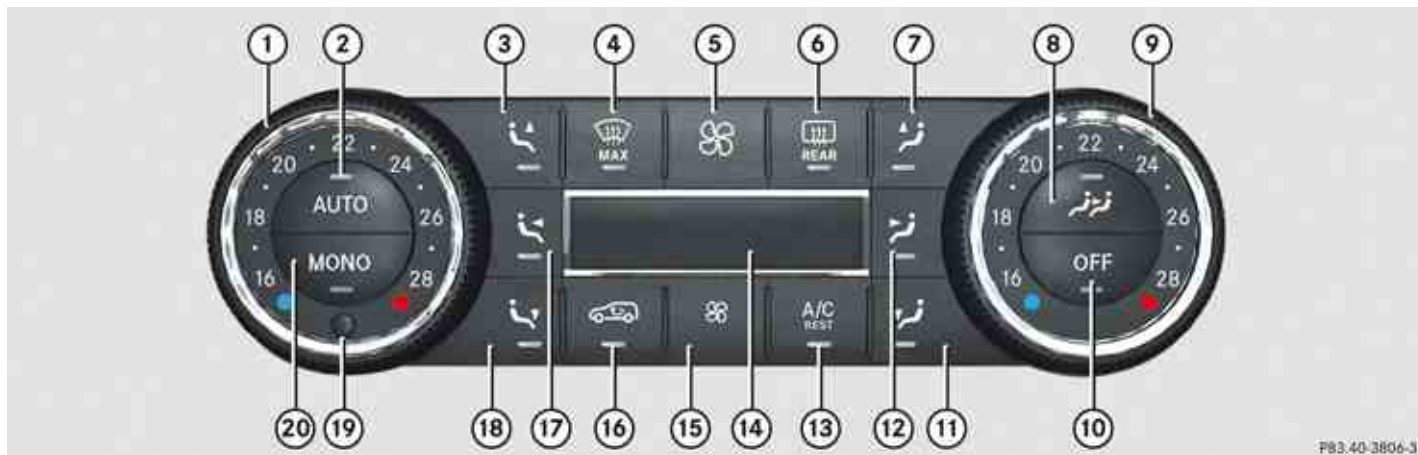 1 2 3 4 5 6 7 8 9
22 22
20 24 MAX REAR 20 24
AUTO
18 26 18 26
MONO OFF
16 28 A/C 16 28
REST
20 19 18 17 16 15 14 13 12 11 10
P83.40-3806-3